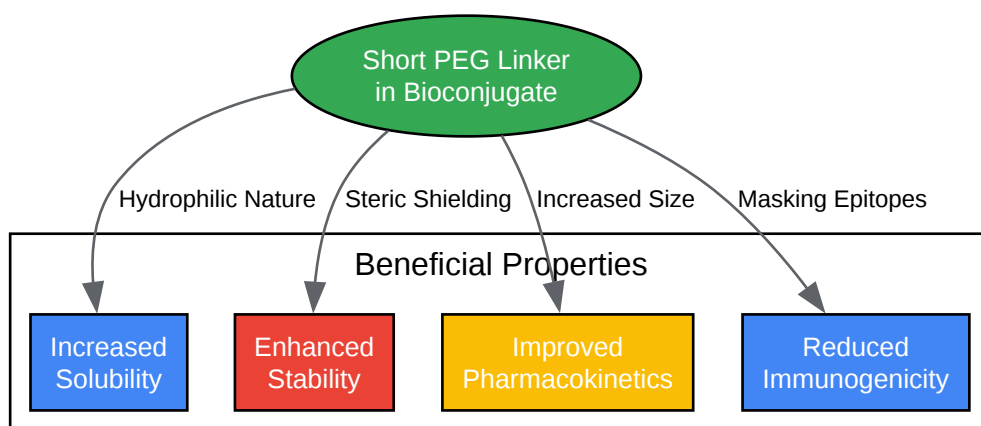 Short PEG Linker
in Bioconjugate
Hydrophilic Nature
Steric Shielding
Increased Size
Masking Epitopes
Beneficial Properties
Increased
Solubility
Enhanced
Stability
Improved
Pharmacokinetics
Reduced
Immunogenicity